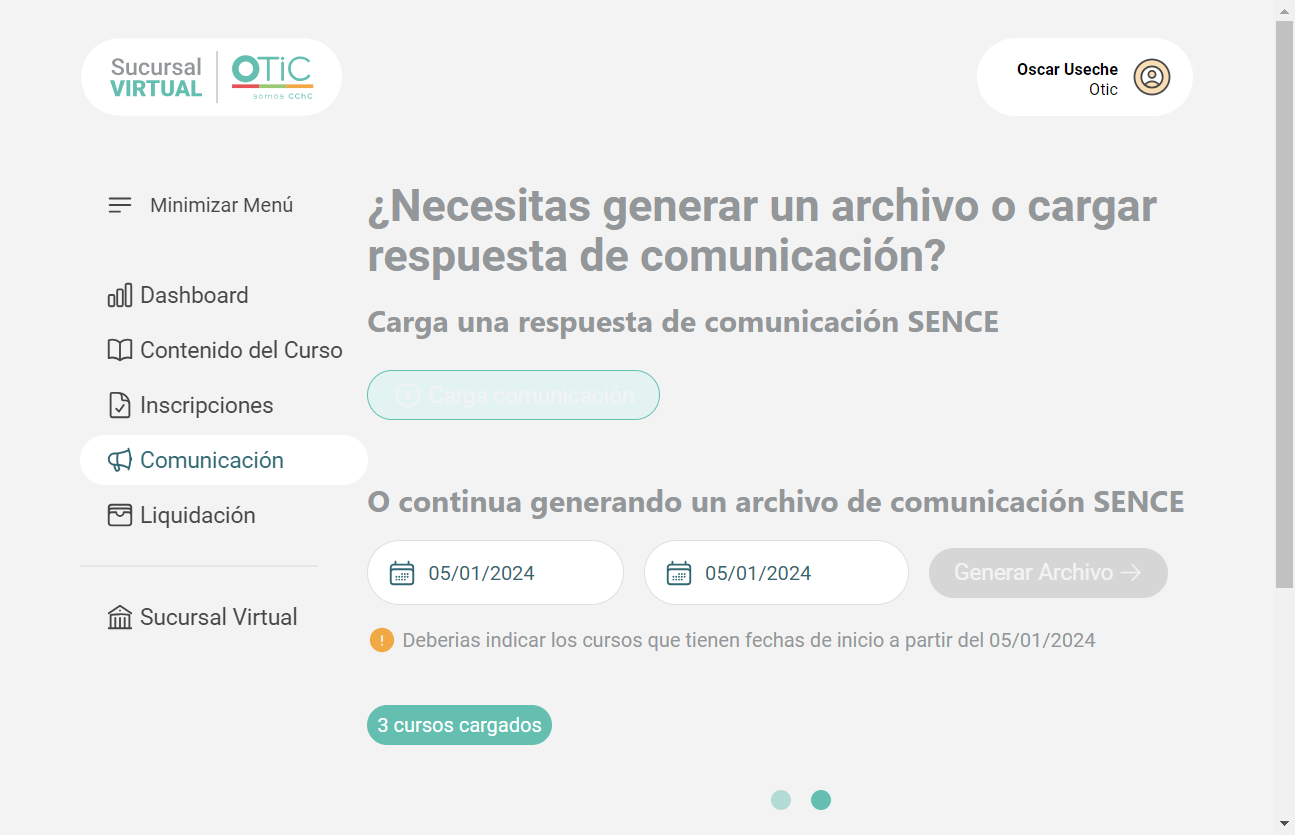 Sucursal
VIRTUAL
OTiC
somos CChC
Oscar Useche
Otic
Minimizar Menú
Dashboard
Contenido del Curso
Inscripciones
Comunicación
Liquidación
Sucursal Virtual
¿Necesitas generar un archivo o cargar
respuesta de comunicación?
Carga una respuesta de comunicación SENCE
Carga comunicación
O continua generando un archivo de comunicación SENCE
05/01/2024
05/01/2024
Generar Archivo
Deberias indicar los cursos que tienen fechas de inicio a partir del 05/01/2024
3 cursos cargados